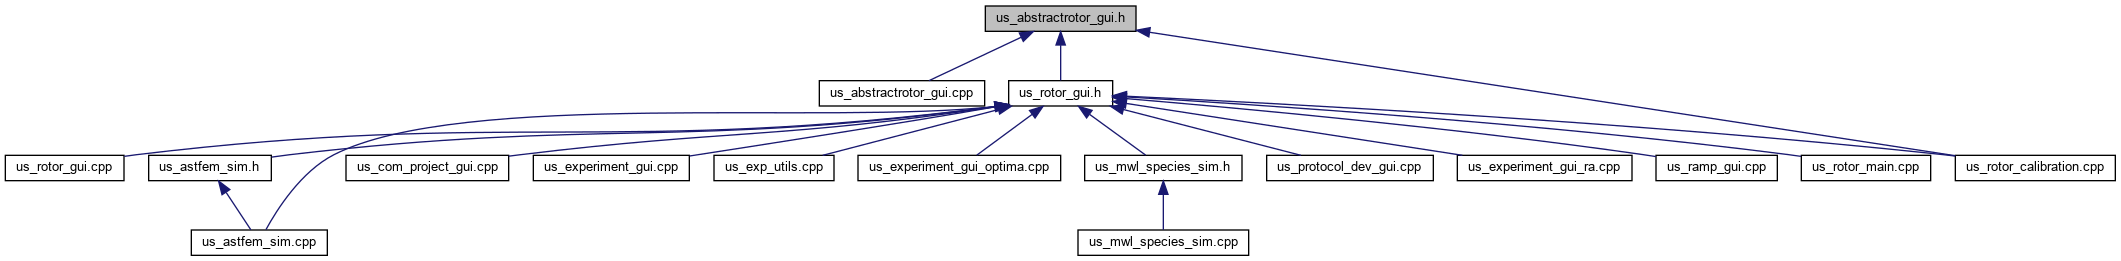 us_abstractrotor_gui.h
us_abstractrotor_gui.cpp
us_rotor_gui.h
us_rotor_gui.cpp
us_astfem_sim.h
us_com_project_gui.cpp
us_experiment_gui.cpp
us_exp_utils.cpp
us_experiment_gui_optima.cpp
us_mwl_species_sim.h
us_protocol_dev_gui.cpp
us_experiment_gui_ra.cpp
us_ramp_gui.cpp
us_rotor_main.cpp
us_rotor_calibration.cpp
us_astfem_sim.cpp
us_mwl_species_sim.cpp